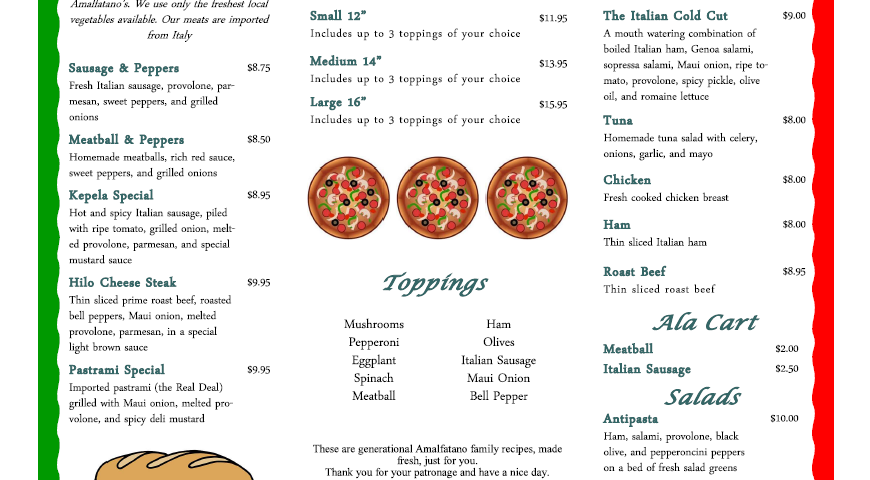 Amalfatano's. We use only the freshest local
vegetables available. Our meats are imported
from Italy
Sausage & Peppers $8.75
Fresh Italian sausage, provolone, par-
mesan, sweet peppers, and grilled
onions
Meatball & Peppers $8.50
Homemade meatballs, rich red sauce,
sweet peppers, and grilled onions
Kepela Special $8.95
Hot and spicy Italian sausage, piled
with ripe tomato, grilled onion, melt-
ed provolone, parmesan, and special
mustard sauce
Hilo Cheese Steak $9.95
Thin sliced prime roast beef, roasted
bell peppers, Maui onion, melted
provolone, parmesan, in a special
light brown sauce
Pastrami Special $9.95
Imported pastrami (the Real Deal)
grilled with Maui onion, melted pro-
volone, and spicy deli mustard
Small 12” $11.95
Includes up to 3 toppings of your choice
Medium 14” $13.95
Includes up to 3 toppings of your choice
Large 16” $15.95
Includes up to 3 toppings of your choice
Toppings
Mushrooms Ham
Pepperoni Olives
Eggplant Italian Sausage
Spinach Maui Onion
Meatball Bell Pepper
These are generational Amalfatano family recipes, made
fresh, just for you.
Thank you for your patronage and have a nice day.
The Italian Cold Cut $9.00
A mouth watering combination of
boiled Italian ham, Genoa salami,
sopressa salami, Maui onion, ripe to-
mato, provolone, spicy pickle, olive
oil, and romaine lettuce
Tuna $8.00
Homemade tuna salad with celery,
onions, garlic, and mayo
Chicken $8.00
Fresh cooked chicken breast
Ham $8.00
Thin sliced Italian ham
Roast Beef $8.95
Thin sliced roast beef
Ala Cart
Meatball $2.00
Italian Sausage $2.50
Salads
Antipasta $10.00
Ham, salami, provolone, black
olive, and pepperoncini peppers
on a bed of fresh salad greens